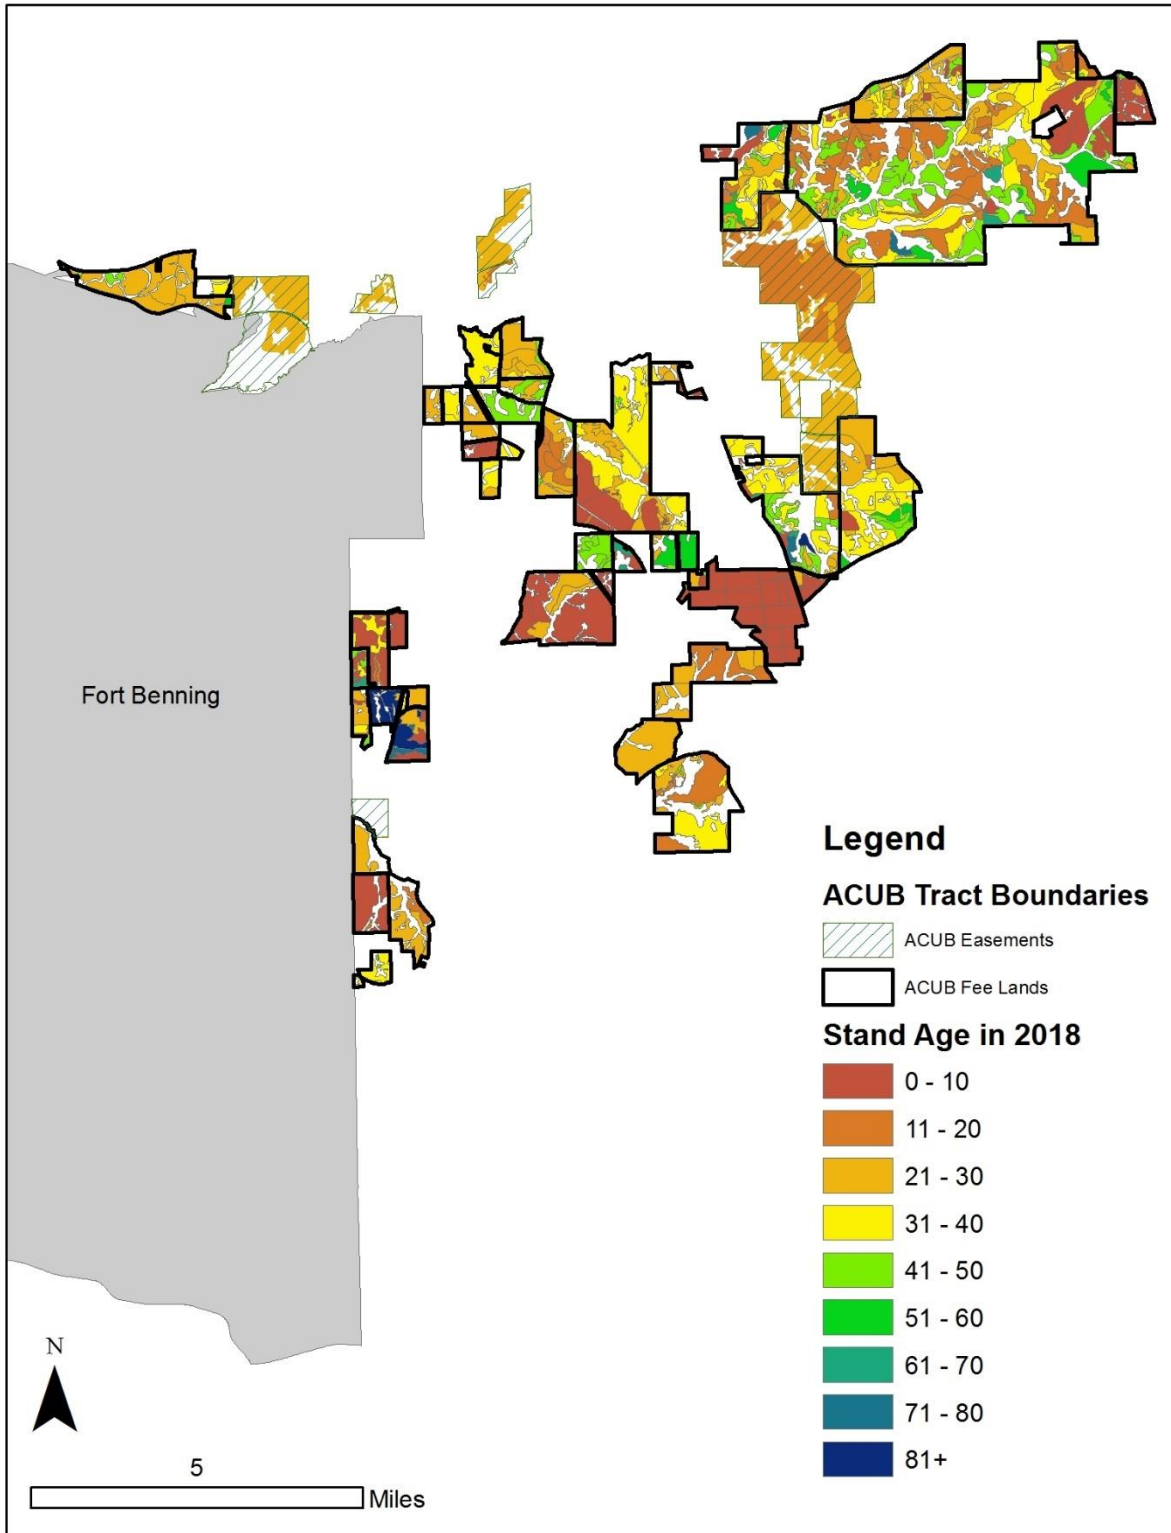 Fort Benning
Legend
ACUB Tract Boundaries
ACUB Easements
ACUB Fee Lands
Stand Age in 2018
0 - 10
11 - 20
21 - 30
31 - 40
41 - 50
51 - 60
61 - 70
71 - 80
81+
N
5
Miles